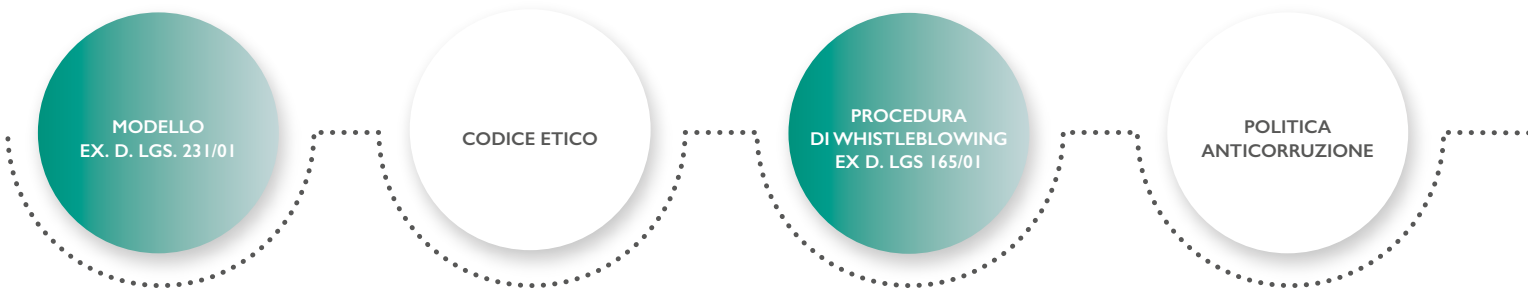 MODELLO
EX. D. LGS. 231/01
CODICE ETICO
PROCEDURA
DI WHISTLEBLOWING
EX D. LGS 165/01
POLITICA
ANTICORRUZIONE